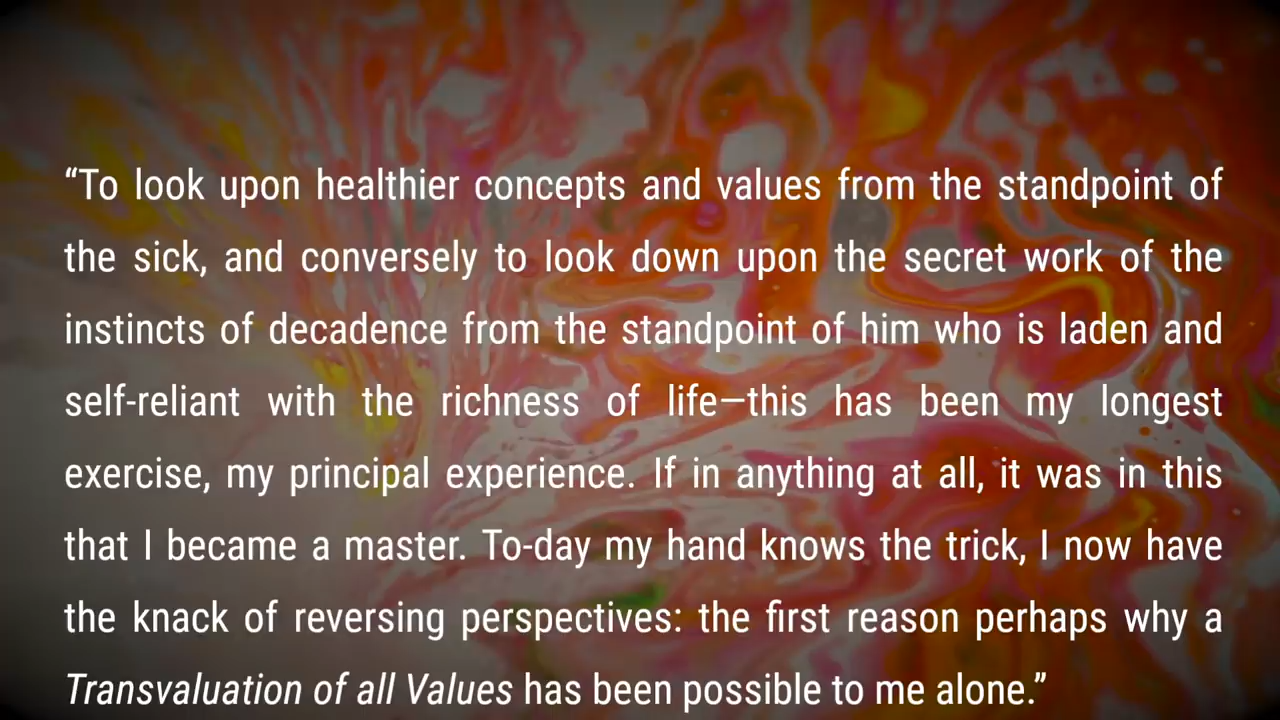 “To look upon healthier concepts and values from the standpoint of
the sick, and conversely to look down upon the secret work of the
instincts of decadence from the standpoint of him who is laden and
self-reliant with the richness of life—this has been my longest
exercise, my principal experience. If in anything at all, it was in this
that I became a master. To-day my hand knows the trick, I now have
the knack of reversing perspectives: the first reason perhaps why a
Transvaluation of all Values has been possible to me alone.”